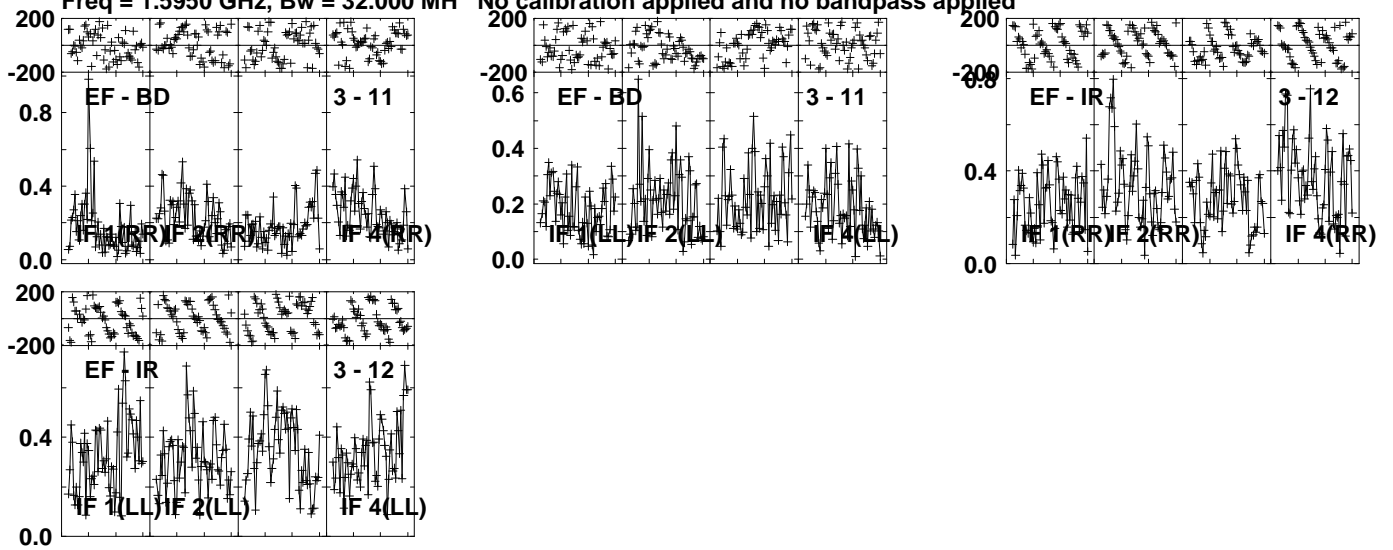 Freq = 1.5950 GHz, Bw = 32.000 MH No calibration applied and no bandpass applied
200
-200
EF - BD 3 - 11
0.8
0.4
0.0
IF 1(RR) IF 2(RR) IF 4(RR)
200
-200
EF - BD 3 - 11
0.6
0.4
0.2
0.0
IF 1(LL) IF 2(LL) IF 4(LL)
200
-200
0.8
EF - IR 3 - 12
0.4
0.0
IF 1(RR) IF 2(RR) IF 4(RR)
200
-200
EF - IR 3 - 12
0.4
0.0
IF 1(LL) IF 2(LL) IF 4(LL)